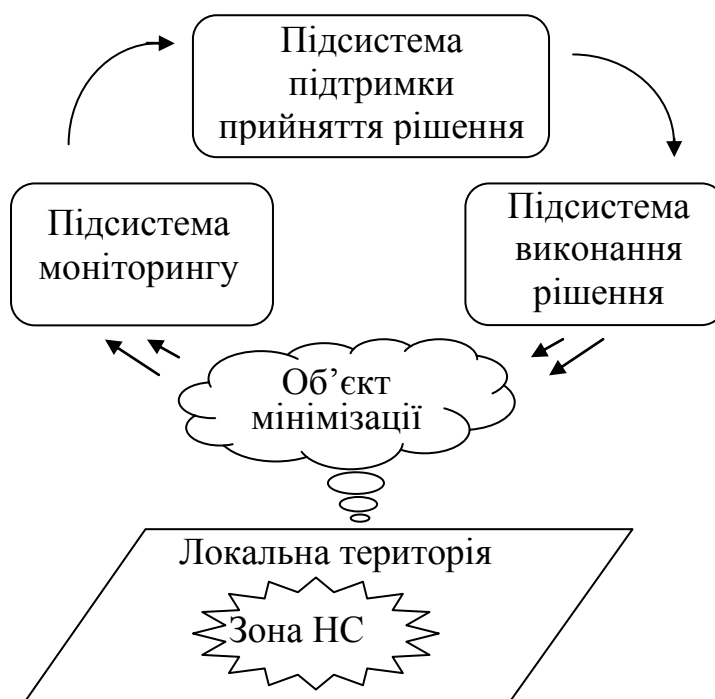 Підсистема
підтримки
прийняття рішення
Підсистема
моніторингу
Підсистема
виконання
рішення
Об’єкт
мінімізації
Локальна територія
Зона НС